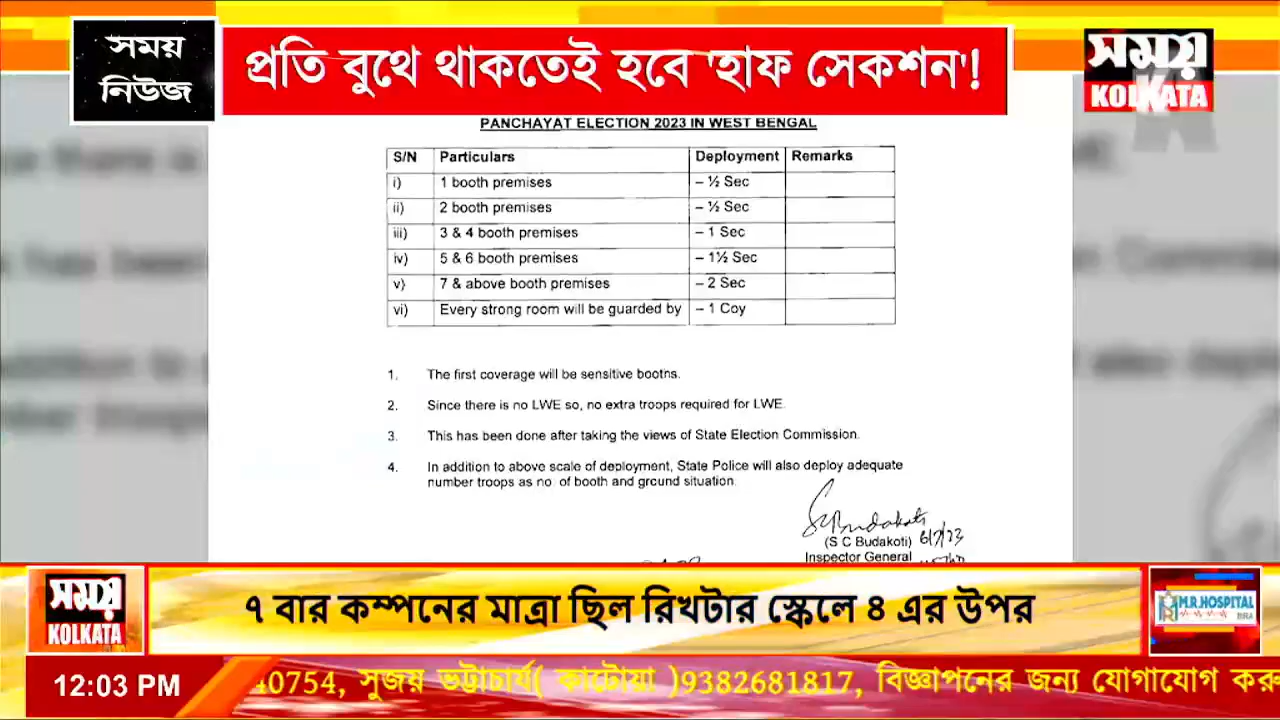 সময়
নিউজ
প্রতি বুথে থাকতেই হবে 'হাফ সেকশন'!
সময়
KOLKATA
PANCHAYAT ELECTION 2023 IN WEST BENGAL
S/N Particulars Deployment Remarks
i) 1 booth premises – ½ Sec
ii) 2 booth premises – ½ Sec
iii) 3 & 4 booth premises – 1 Sec
iv) 5 & 6 booth premises – 1½ Sec
v) 7 & above booth premises – 2 Sec
vi) Every strong room will be guarded by – 1 Coy
1. The first coverage will be sensitive booths.
2. Since there is no LWE so, no extra troops required for LWE.
3. This has been done after taking the views of State Election Commission.
4. In addition to above scale of deployment, State Police will also deploy adequate
number troops as no. of booth and ground situation.
SCBudakoti
(S C Budakoti) 6/7/23
Inspector General
সময়
KOLKATA
৭ বার কম্পনের মাত্রা ছিল রিখটার স্কেলে ৪ এর উপর
M.R.HOSPITAL
BIRA
12:03 PM
40754, সুজয় ভট্টাচার্য( কাটোয়া )9382681817, বিজ্ঞাপনের জন্য যোগাযোগ করু